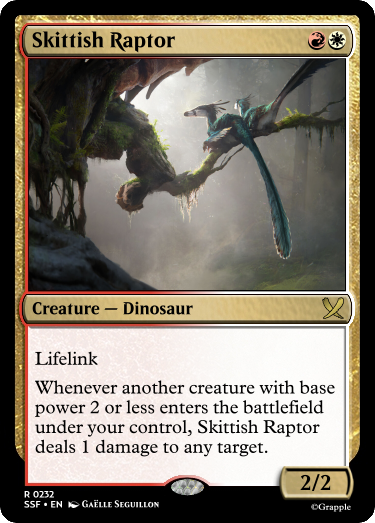 Skittish Raptor
Creature — Dinosaur
Lifelink
Whenever another creature with base
power 2 or less enters the battlefield
under your control, Skittish Raptor
deals 1 damage to any target.
2/2
R 0232
SSF • EN Gaëlle Seguillon
©Grapple